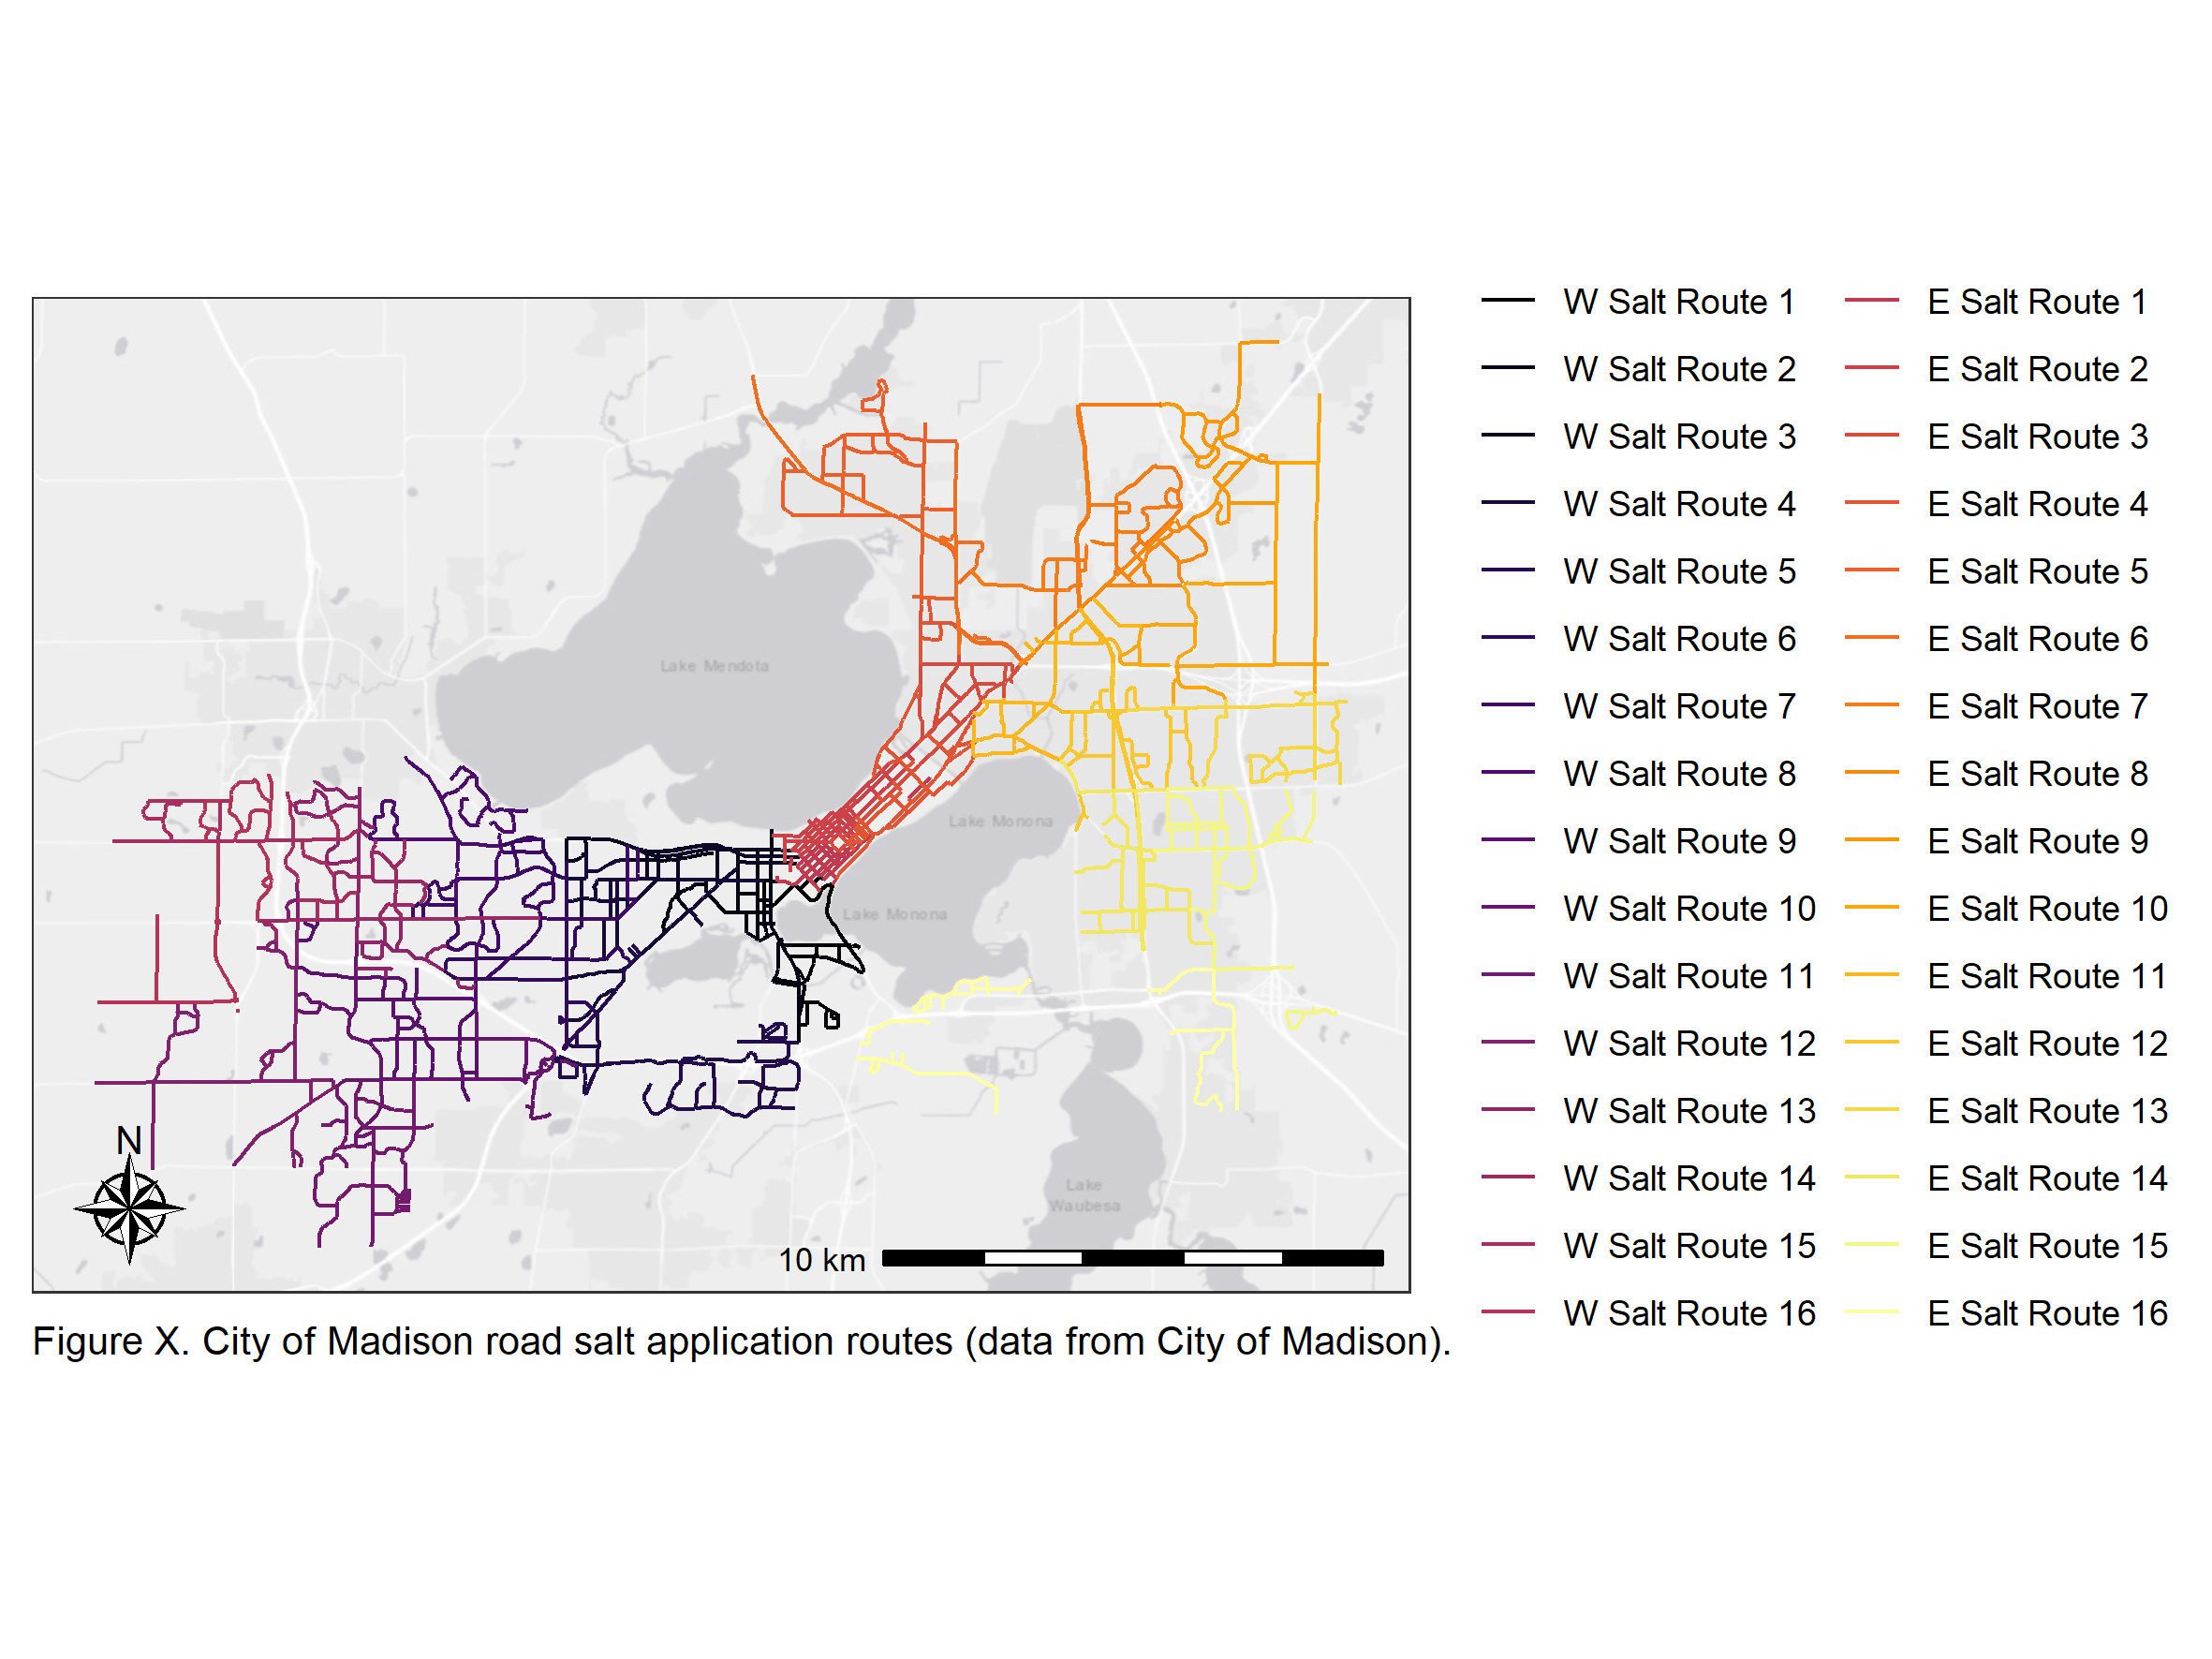 Lake Mendota
Lake Monona
Lake Monona
Lake
Waubesa
N
10 km
W Salt Route 1
W Salt Route 2
W Salt Route 3
W Salt Route 4
W Salt Route 5
W Salt Route 6
W Salt Route 7
W Salt Route 8
W Salt Route 9
W Salt Route 10
W Salt Route 11
W Salt Route 12
W Salt Route 13
W Salt Route 14
W Salt Route 15
W Salt Route 16
E Salt Route 1
E Salt Route 2
E Salt Route 3
E Salt Route 4
E Salt Route 5
E Salt Route 6
E Salt Route 7
E Salt Route 8
E Salt Route 9
E Salt Route 10
E Salt Route 11
E Salt Route 12
E Salt Route 13
E Salt Route 14
E Salt Route 15
E Salt Route 16
Figure X. City of Madison road salt application routes (data from City of Madison).